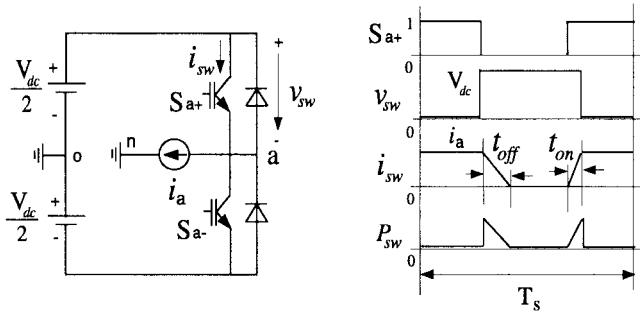 V_dc/2
+
-
o
V_dc/2
+
-
n
i_a
i_sw
S_a+
S_a-
+
v_sw
-
a
S_a+
1
0
v_sw
V_dc
0
i_sw
i_a
t_off
t_on
0
P_sw
0
T_s